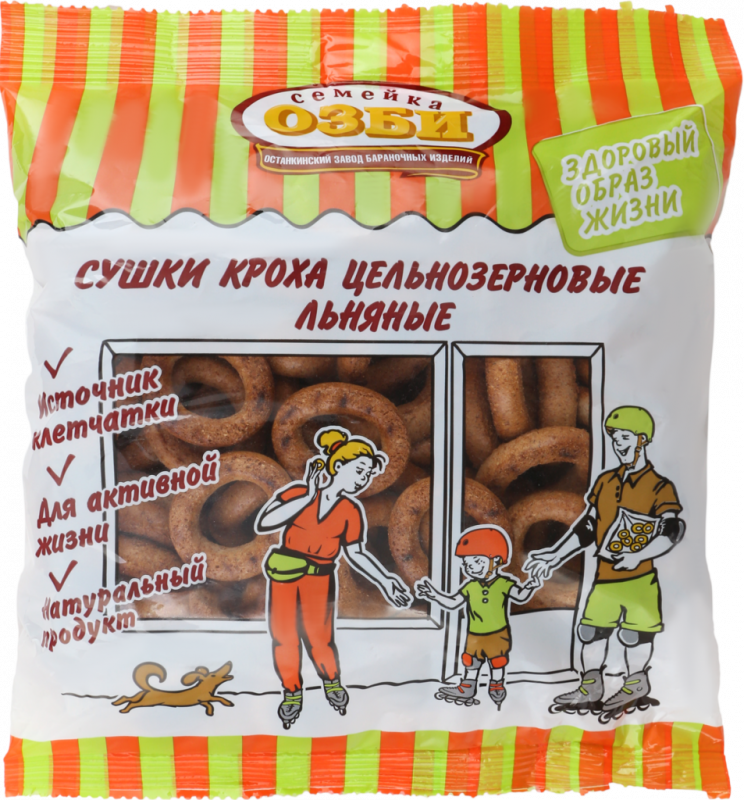 семейка
ОЗБИ
ОСТАНКИНСКИЙ ЗАВОД БАРАНОЧНЫХ ИЗДЕЛИЙ
ЗДОРОВЫЙ
ОБРАЗ
ЖИЗНИ
СУШКИ КРОХА ЦЕЛЬНОЗЕРНОВЫЕ
ЛЬНЯНЫЕ
Источник
клетчатки
Для активной
жизни
Натуральный
продукт